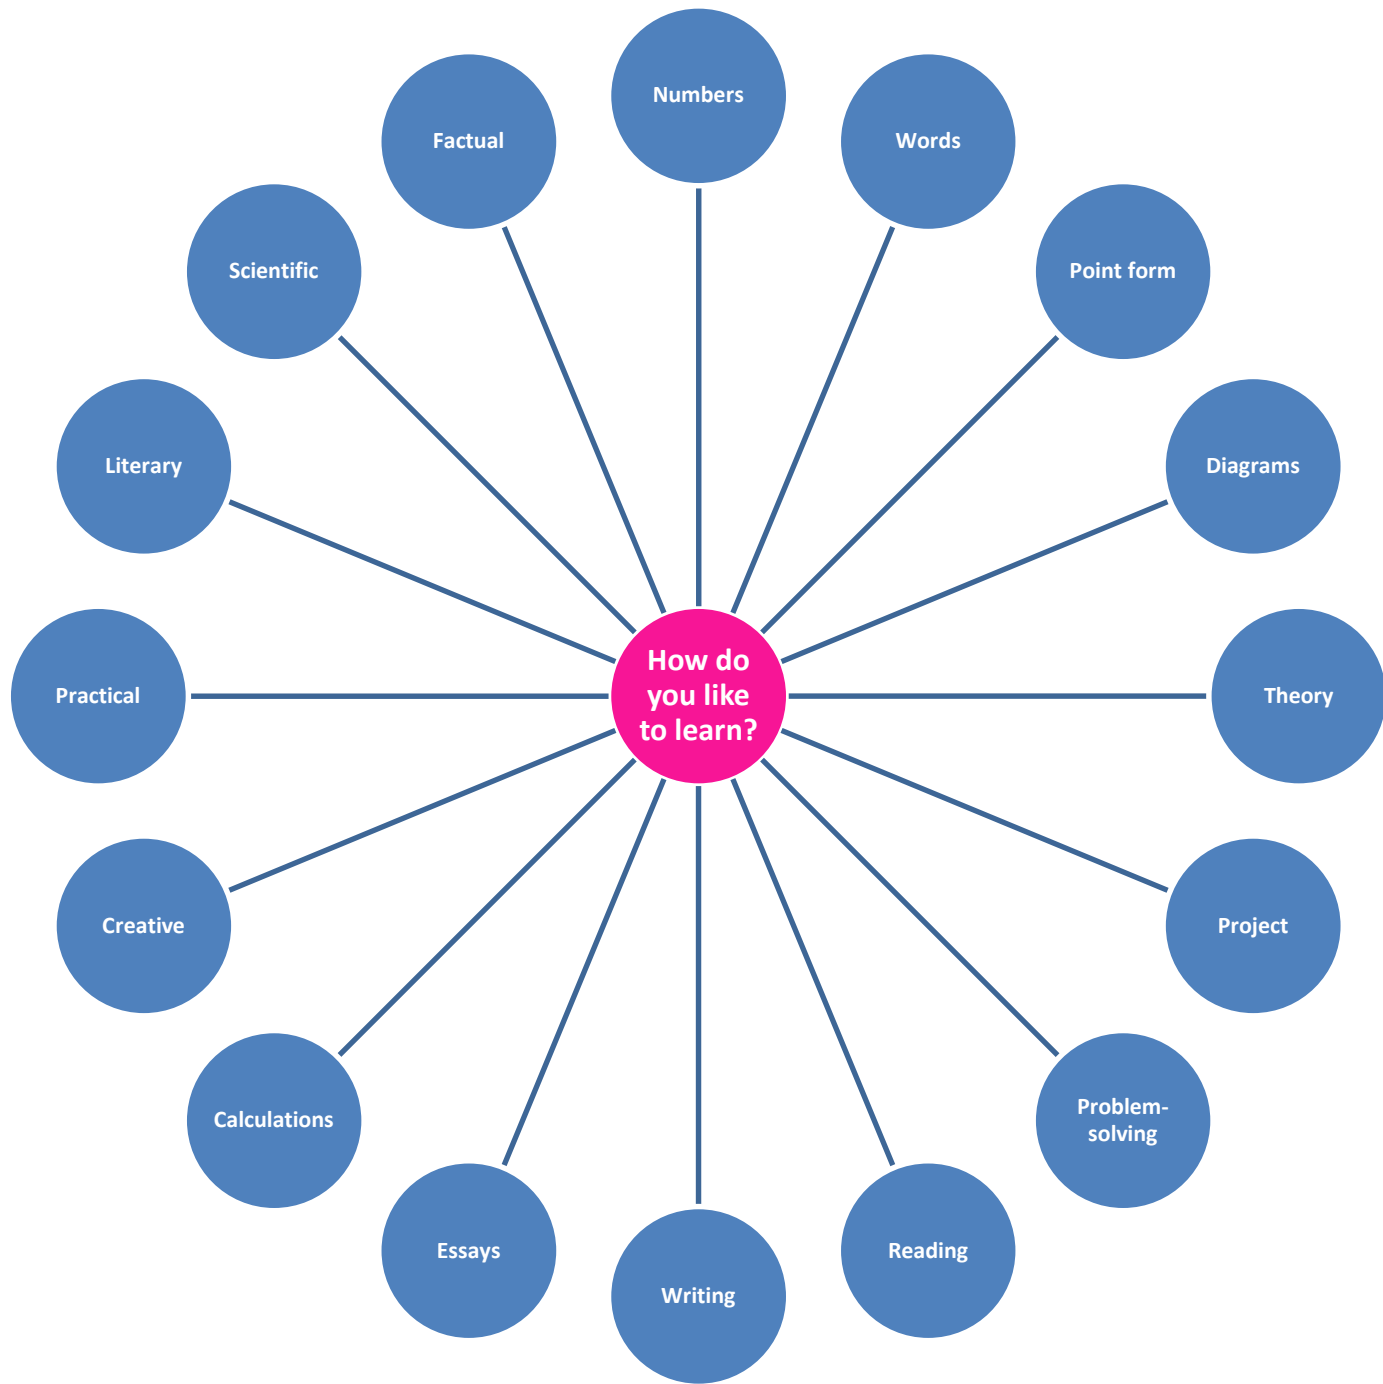 Numbers
Words
Point form
Diagrams
Theory
Project
Problem-
solving
Reading
Writing
Essays
Calculations
Creative
Practical
Literary
Scientific
Factual
How do
you like
to learn?